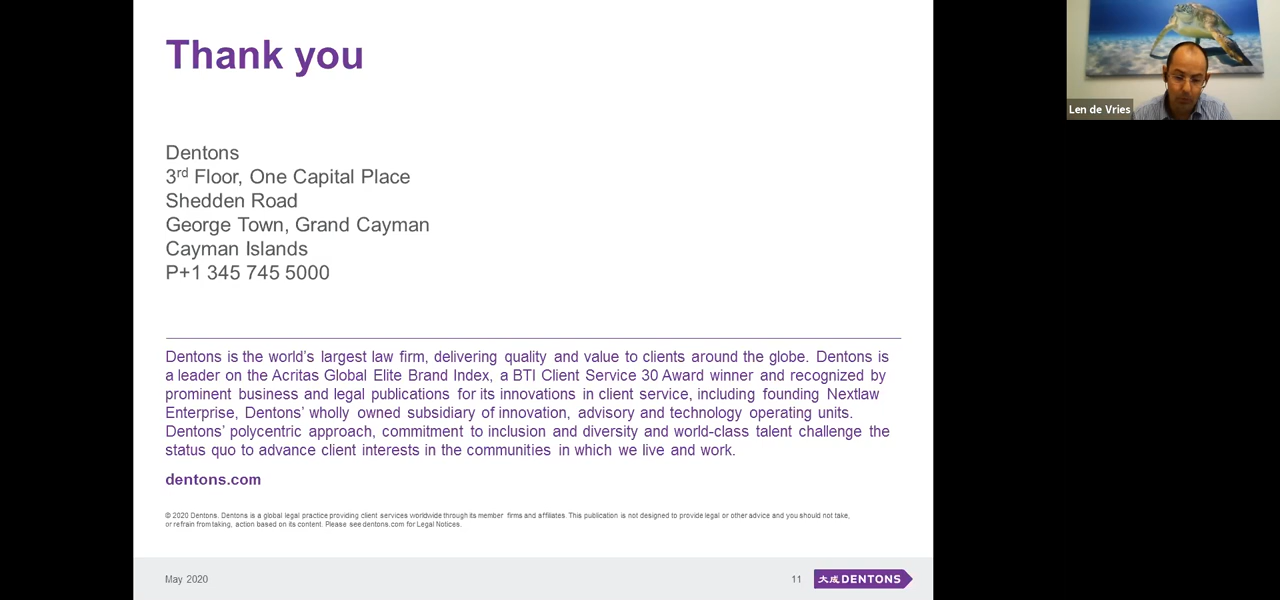 Thank you
Dentons
3rd Floor, One Capital Place
Shedden Road
George Town, Grand Cayman
Cayman Islands
P+1 345 745 5000
Dentons is the world’s largest law firm, delivering quality and value to clients around the globe. Dentons is
a leader on the Acritas Global Elite Brand Index, a BTI Client Service 30 Award winner and recognized by
prominent business and legal publications for its innovations in client service, including founding Nextlaw
Enterprise, Dentons’ wholly owned subsidiary of innovation, advisory and technology operating units.
Dentons’ polycentric approach, commitment to inclusion and diversity and world-class talent challenge the
status quo to advance client interests in the communities in which we live and work.
dentons.com
© 2020 Dentons. Dentons is a global legal practice providing client services worldwide through its member firms and affiliates. This publication is not designed to provide legal or other advice and you should not take,
or refrain from taking, action based on its content. Please see dentons.com for Legal Notices.
May 2020
11
大成 DENTONS
Len de Vries